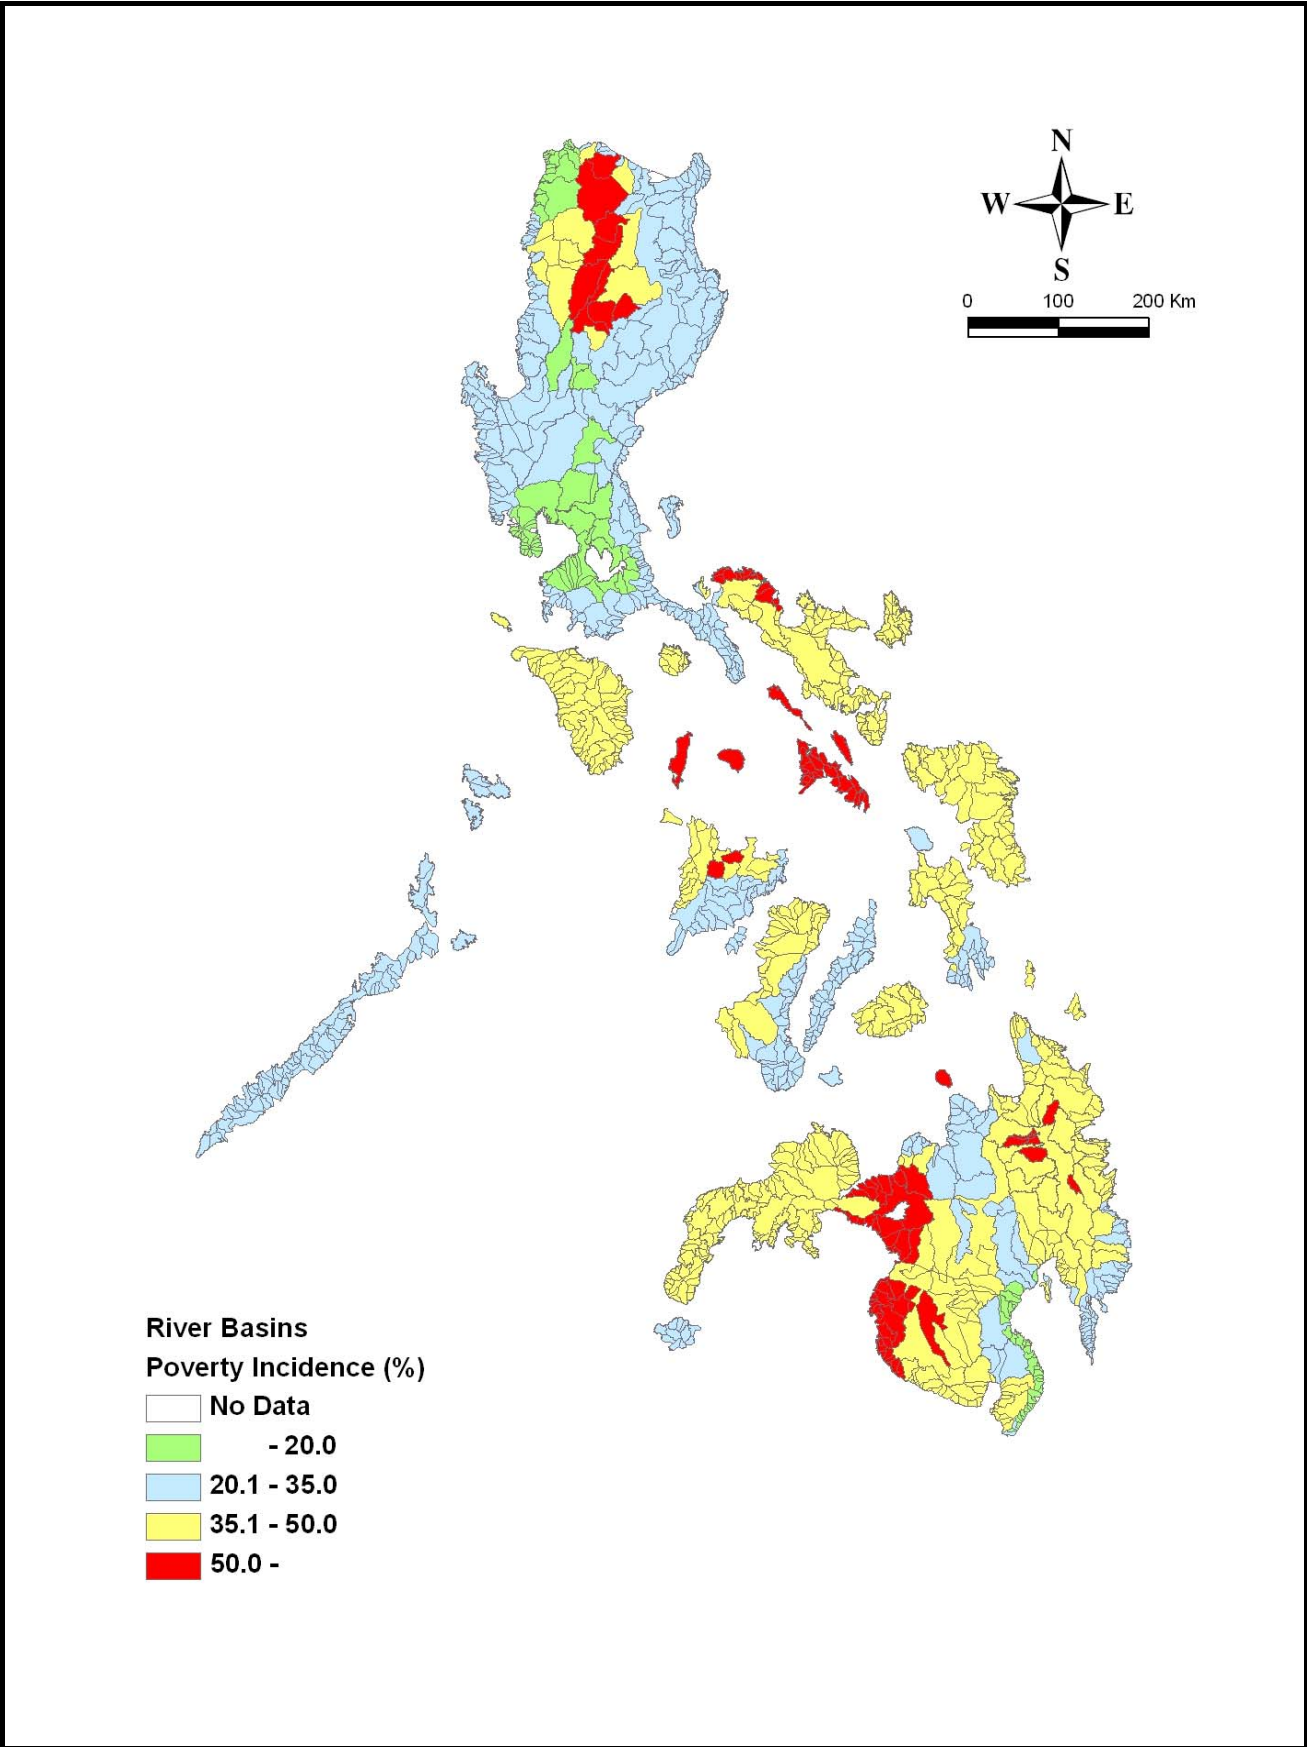 N
W E
S
0 100 200 Km
River Basins
Poverty Incidence (%)
No Data
- 20.0
20.1 - 35.0
35.1 - 50.0
50.0 -